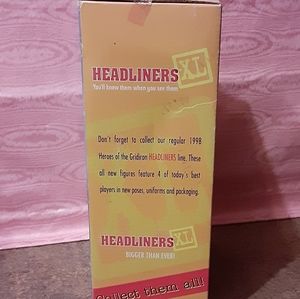 HEADLINERS XL
You'll know them when you see them
Don't forget to collect our regular 1998
Heroes of the Gridiron HEADLINERS line. These
all new figures feature 4 of today's best
players in new poses, uniforms and packaging.
HEADLINERS XL
BIGGER THAN EVER!
Collect them all!